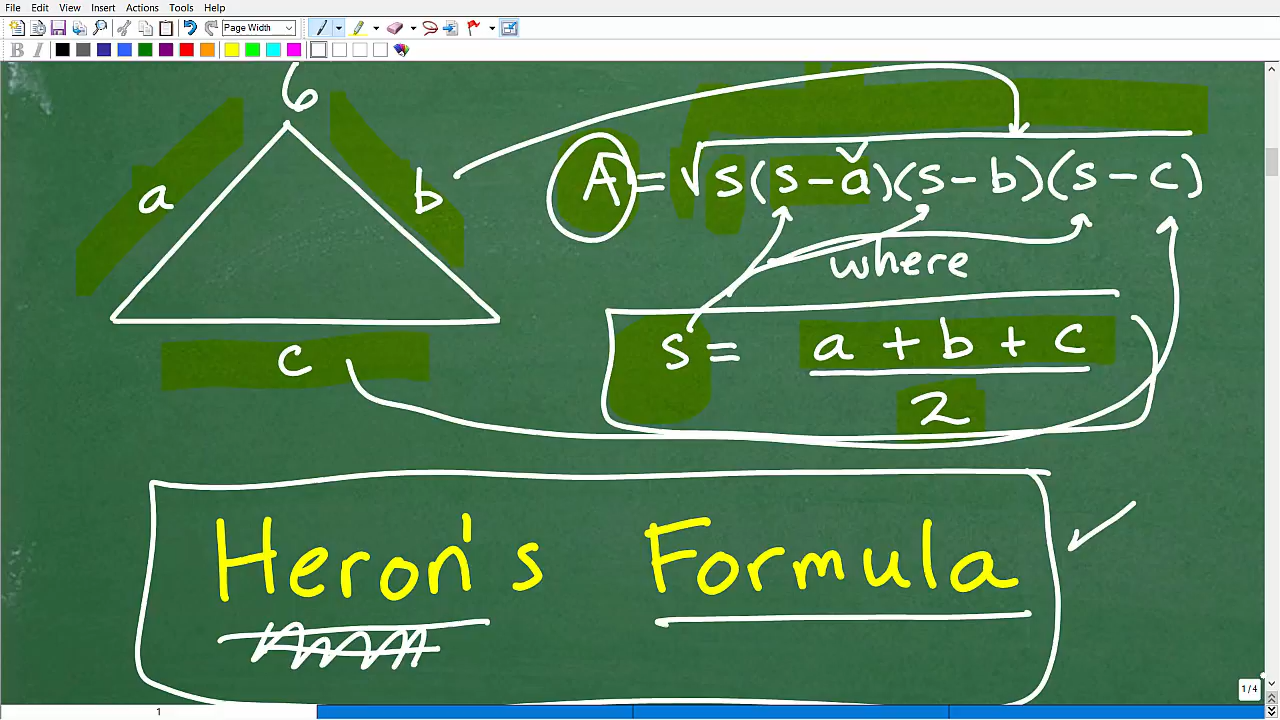 File Edit View Insert Actions Tools Help
Page Width
B I
6
a
b
A = √s(s-a)(s-b)(s-c)
where
s = a + b + c
2
c
Heron's Formula
1/4
1